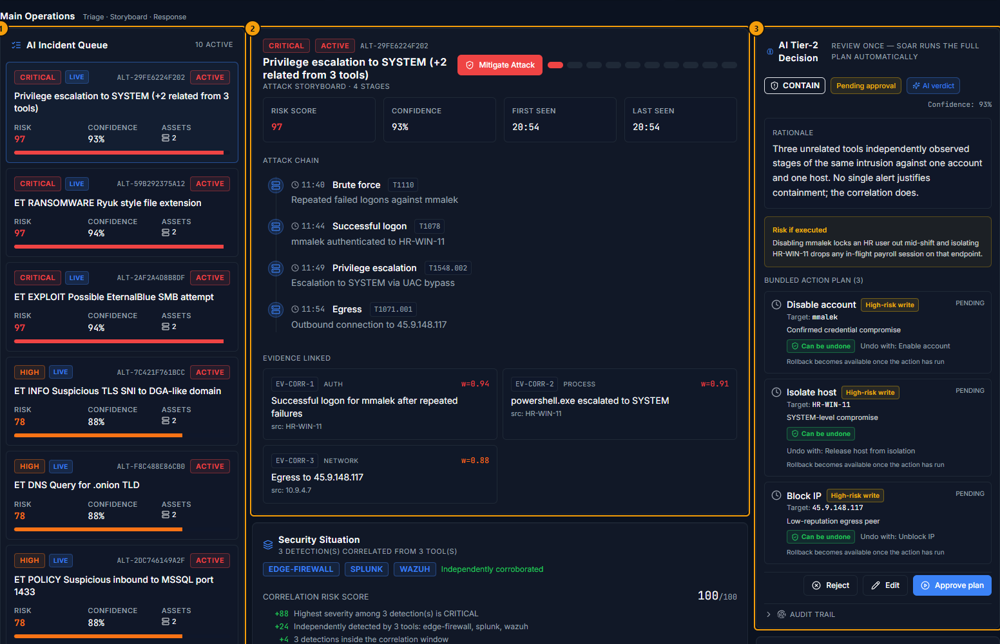 Main Operations Triage · Storyboard · Response
1
AI Incident Queue 10 ACTIVE
CRITICAL LIVE ALT-29FE6224F202 ACTIVE
Privilege escalation to SYSTEM (+2 related from 3
tools)
RISK CONFIDENCE ASSETS
97 93% 2
CRITICAL LIVE ALT-59B292375A12 ACTIVE
ET RANSOMWARE Ryuk style file extension
RISK CONFIDENCE ASSETS
97 94% 2
CRITICAL LIVE ALT-2AF2A4D8B8DF ACTIVE
ET EXPLOIT Possible EternalBlue SMB attempt
RISK CONFIDENCE ASSETS
97 94% 2
HIGH LIVE ALT-7C421F761BCC ACTIVE
ET INFO Suspicious TLS SNI to DGA-like domain
RISK CONFIDENCE ASSETS
78 88% 2
HIGH LIVE ALT-F8C488E86CB0 ACTIVE
ET DNS Query for .onion TLD
RISK CONFIDENCE ASSETS
78 88% 2
HIGH LIVE ALT-2DC746149A2F ACTIVE
ET POLICY Suspicious inbound to MSSQL port
1433
RISK CONFIDENCE ASSETS
78 88% 2
2
CRITICAL ACTIVE ALT-29FE6224F202
Privilege escalation to SYSTEM (+2
related from 3 tools)
Mitigate Attack
ATTACK STORYBOARD · 4 STAGES
RISK SCORE CONFIDENCE FIRST SEEN LAST SEEN
97 93% 20:54 20:54
ATTACK CHAIN
11:40 Brute force T1110
Repeated failed logons against mmalek
11:44 Successful logon T1078
mmalek authenticated to HR-WIN-11
11:49 Privilege escalation T1548.002
Escalation to SYSTEM via UAC bypass
11:54 Egress T1071.001
Outbound connection to 45.9.148.117
EVIDENCE LINKED
EV-CORR-1 AUTH w=0.94
Successful logon for mmalek after repeated
failures
src: HR-WIN-11
EV-CORR-2 PROCESS w=0.91
powershell.exe escalated to SYSTEM
src: HR-WIN-11
EV-CORR-3 NETWORK w=0.88
Egress to 45.9.148.117
src: 10.9.4.7
Security Situation
3 DETECTION(S) CORRELATED FROM 3 TOOL(S)
EDGE-FIREWALL SPLUNK WAZUH Independently corroborated
CORRELATION RISK SCORE 100/100
+88 Highest severity among 3 detection(s) is CRITICAL
+24 Independently detected by 3 tools: edge-firewall, splunk, wazuh
+4 3 detections inside the correlation window
3
AI Tier-2
Decision
REVIEW ONCE — SOAR RUNS THE FULL
PLAN AUTOMATICALLY
CONTAIN Pending approval AI verdict
Confidence: 93%
RATIONALE
Three unrelated tools independently observed
stages of the same intrusion against one account
and one host. No single alert justifies
containment; the correlation does.
Risk if executed
Disabling mmalek locks an HR user out mid-shift and isolating
HR-WIN-11 drops any in-flight payroll session on that endpoint.
BUNDLED ACTION PLAN (3)
Disable account High-risk write PENDING
Target: mmalek
Confirmed credential compromise
Can be undone Undo with: Enable account
Rollback becomes available once the action has run
Isolate host High-risk write PENDING
Target: HR-WIN-11
SYSTEM-level compromise
Can be undone
Undo with: Release host from isolation
Rollback becomes available once the action has run
Block IP High-risk write PENDING
Target: 45.9.148.117
Low-reputation egress peer
Can be undone Undo with: Unblock IP
Rollback becomes available once the action has run
Reject Edit Approve plan
AUDIT TRAIL